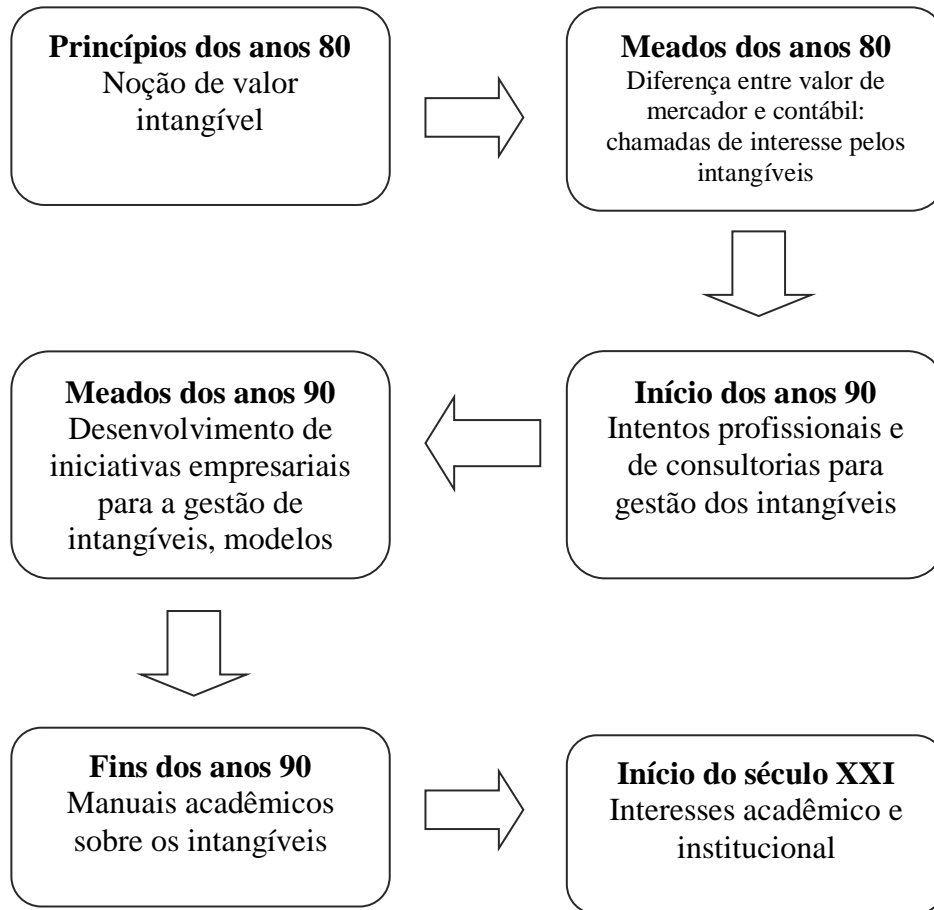 Princípios dos anos 80
Noção de valor
intangível
Meados dos anos 80
Diferença entre valor de
mercador e contábil:
chamadas de interesse pelos
intangíveis
Início dos anos 90
Intentos profissionais e
de consultorias para
gestão dos intangíveis
Meados dos anos 90
Desenvolvimento de
iniciativas empresariais
para a gestão de
intangíveis, modelos
Fins dos anos 90
Manuais acadêmicos
sobre os intangíveis
Início do século XXI
Interesses acadêmico e
institucional